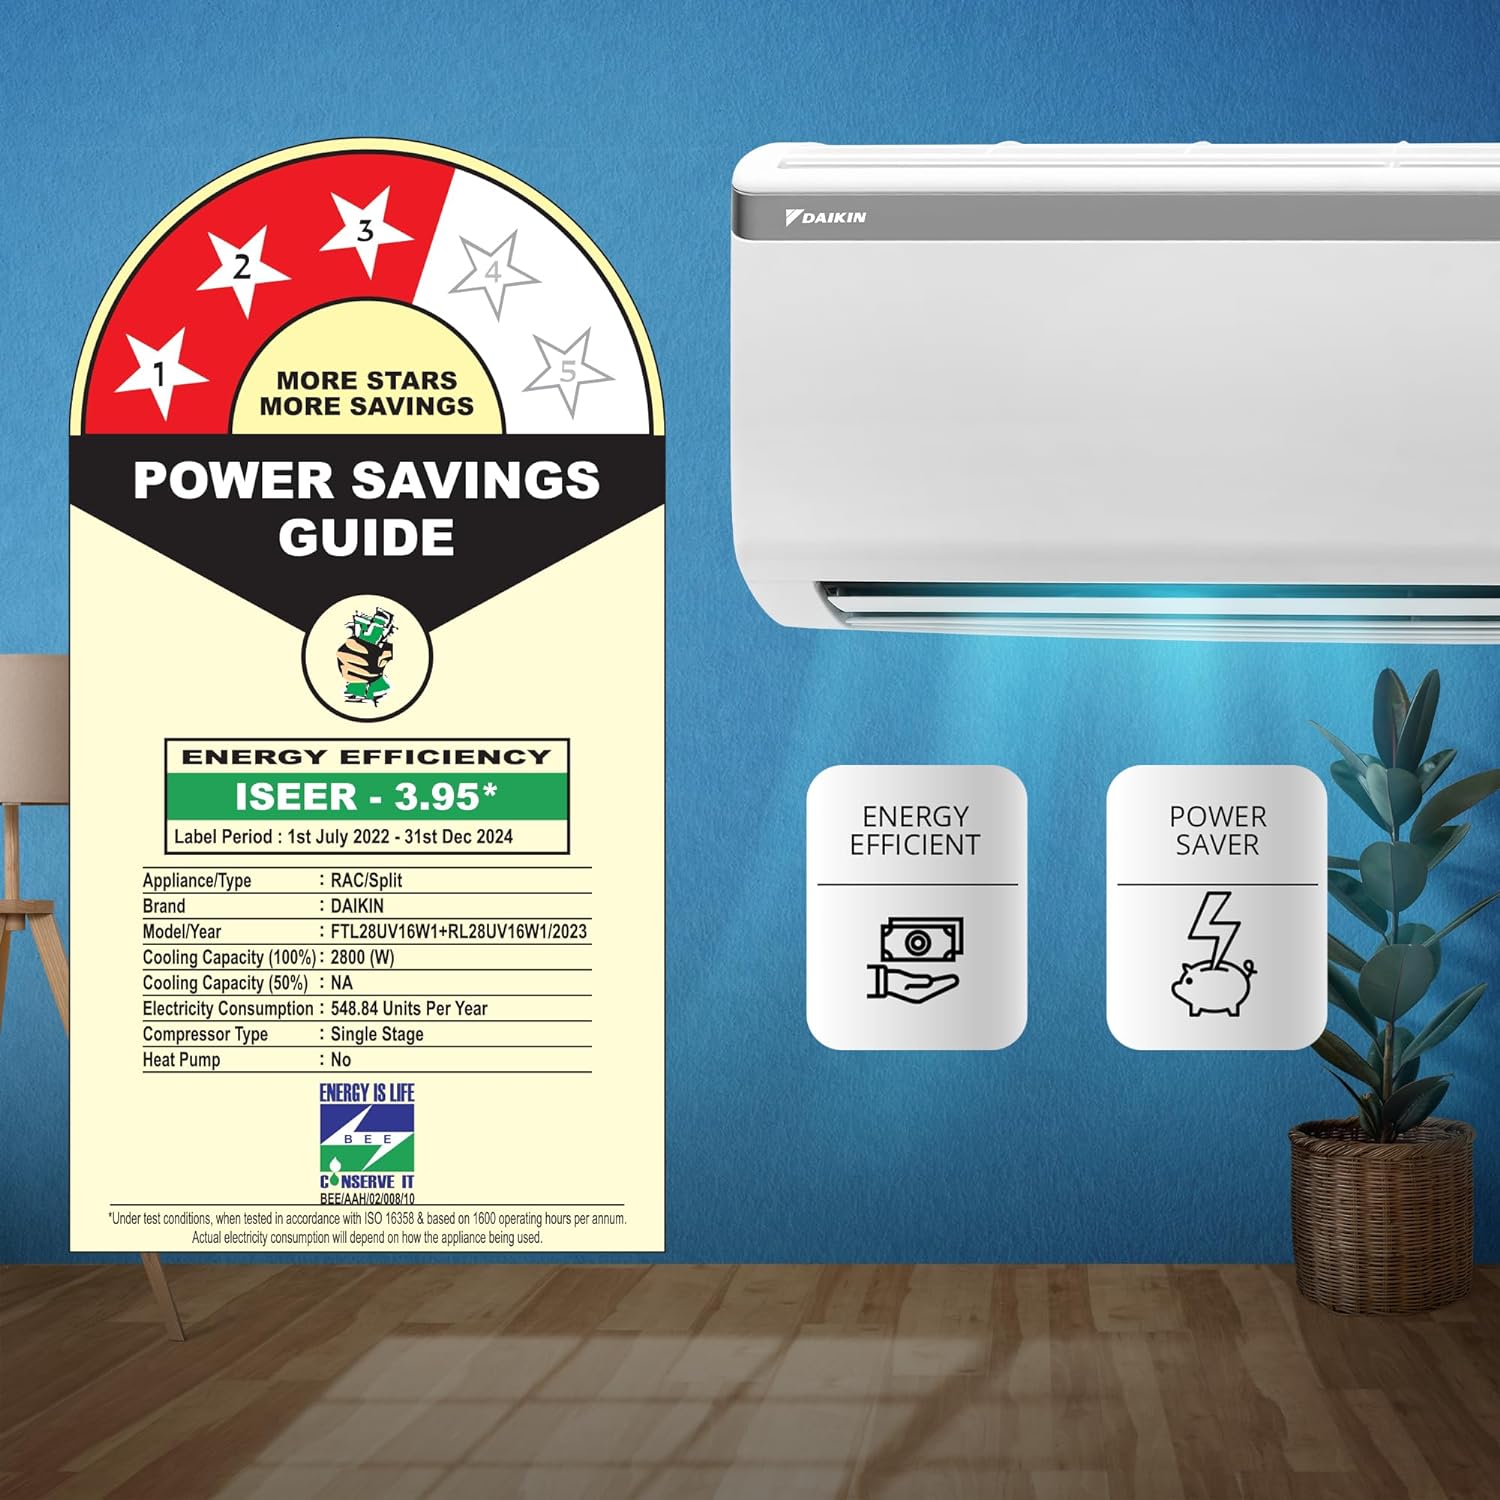 1
2
3
4
5
MORE STARS
MORE SAVINGS
POWER SAVINGS
GUIDE
ENERGY EFFICIENCY
ISEER - 3.95*
Label Period : 1st July 2022 - 31st Dec 2024
Appliance/Type : RAC/Split
Brand : DAIKIN
Model/Year : FTL28UV16W1+RL28UV16W1/2023
Cooling Capacity (100%) : 2800 (W)
Cooling Capacity (50%) : NA
Electricity Consumption : 548.84 Units Per Year
Compressor Type : Single Stage
Heat Pump : No
ENERGY IS LIFE
BEE
CONSERVE IT
BEE/AAH/02/008/10
*Under test conditions, when tested in accordance with ISO 16358 & based on 1600 operating hours per annum.
Actual electricity consumption will depend on how the appliance being used.
DAIKIN
ENERGY
EFFICIENT
POWER
SAVER